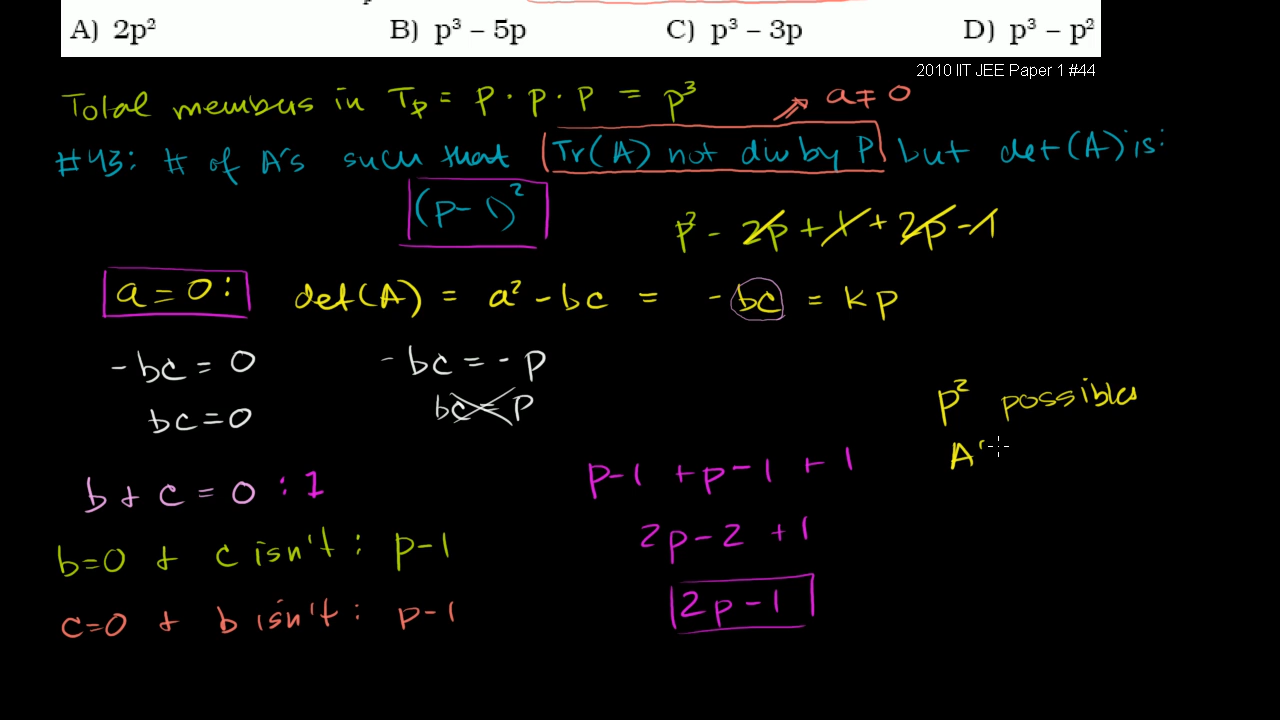 A) 2p² B) p³ – 5p C) p³ – 3p D) p³ – p²
2010 IIT JEE Paper 1 #44
Total members in Tp = p · p · p = p³
a ≠ 0
#43: # of A's such that Tr(A) not div by P but det(A) is:
(p-1)²
p² - 2p + 1 + 2p - 1
a = 0: det(A) = a² - bc = - bc = kp
-bc = 0 -bc = - p
bc = 0 bc = p
p² possibles
A'
b + c = 0 : 1
p-1 + p-1 + 1
b=0 + c isn't : p-1
2p - 2 + 1
c=0 + b isn't : p-1
2p - 1